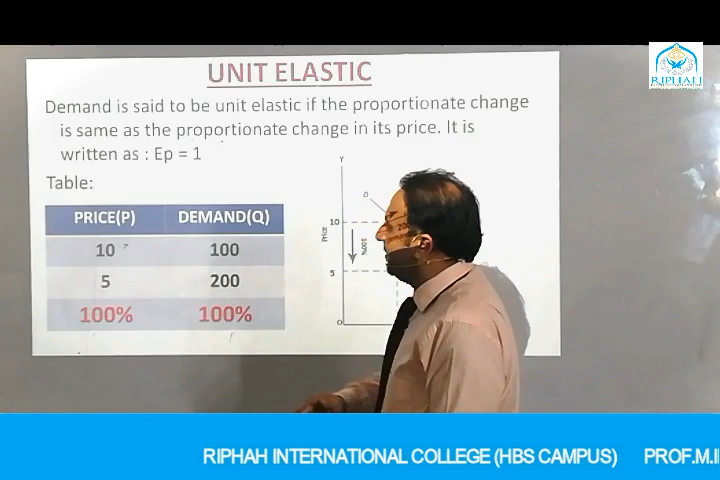 RIPHAH
UNIT ELASTIC
Demand is said to be unit elastic if the proportionate change
is same as the proportionate change in its price. It is
written as : Ep = 1
Table:
PRICE(P) DEMAND(Q)
10 100
5 200
100% 100%
Y
D
10
Price
100%
5
0
RIPHAH INTERNATIONAL COLLEGE (HBS CAMPUS) PROF.M.